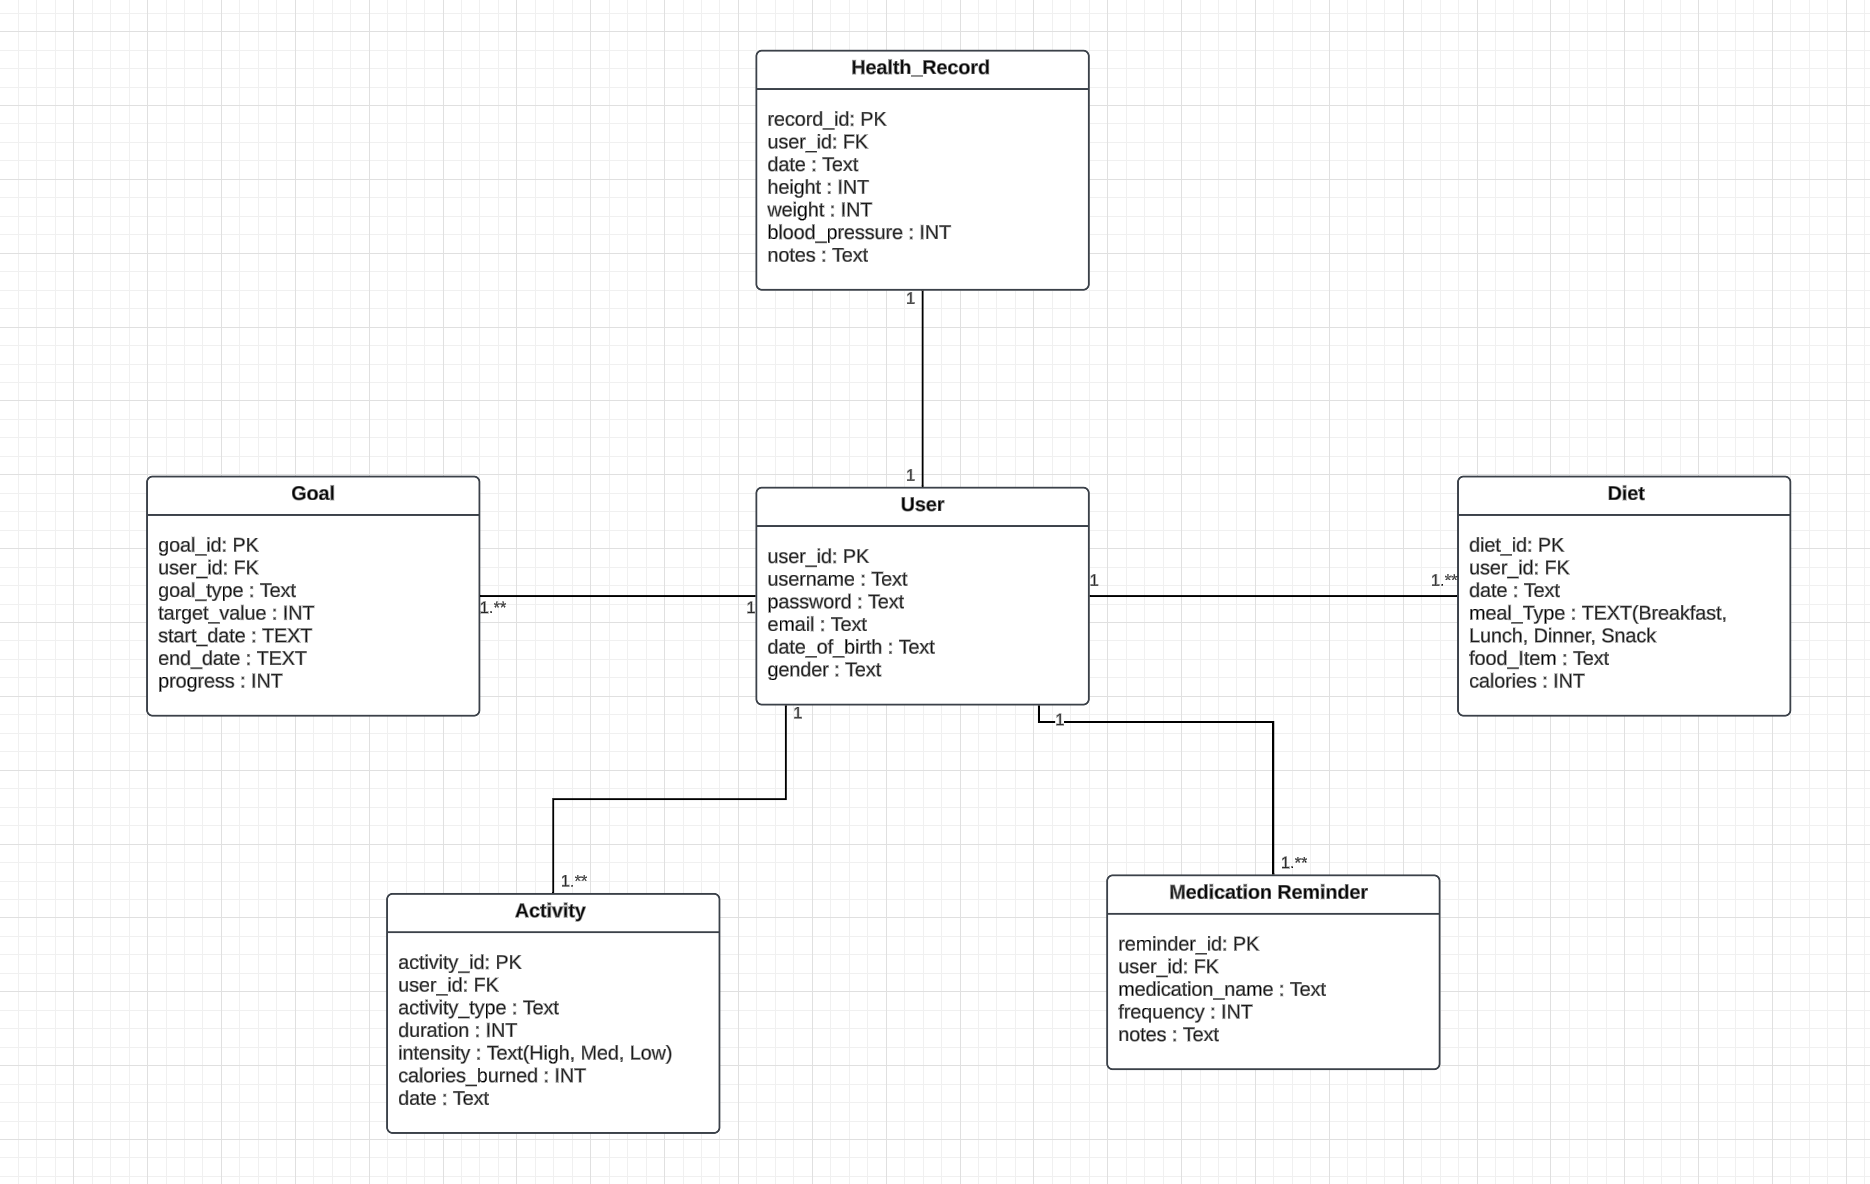 Health_Record
record_id: PK
user_id: FK
date : Text
height : INT
weight : INT
blood_pressure : INT
notes : Text
1
1
Goal
goal_id: PK
user_id: FK
goal_type : Text
target_value : INT
start_date : TEXT
end_date : TEXT
progress : INT
1.**
1
User
user_id: PK
username : Text
password : Text
email : Text
date_of_birth : Text
gender : Text
1
1.**
Diet
diet_id: PK
user_id: FK
date : Text
meal_Type : TEXT(Breakfast,
Lunch, Dinner, Snack
food_Item : Text
calories : INT
1
1
1.**
1.**
Activity
activity_id: PK
user_id: FK
activity_type : Text
duration : INT
intensity : Text(High, Med, Low)
calories_burned : INT
date : Text
Medication Reminder
reminder_id: PK
user_id: FK
medication_name : Text
frequency : INT
notes : Text